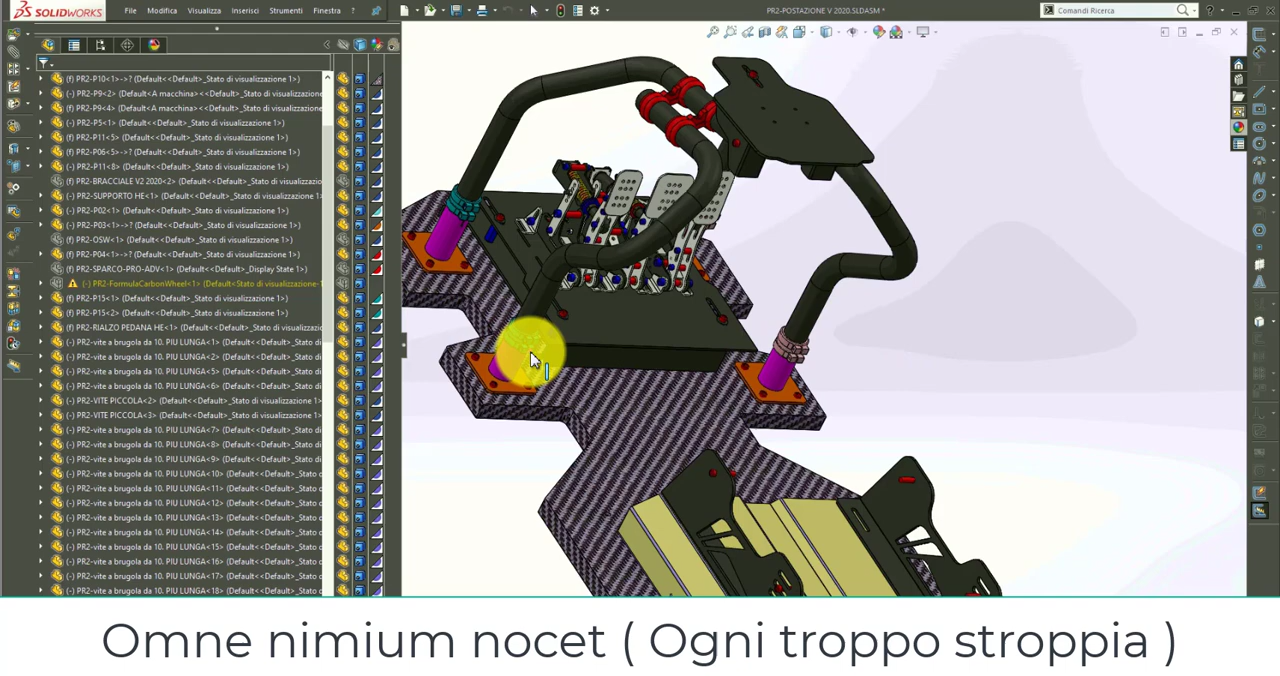 SOLIDWORKS
File Modifica Visualizza Inserisci Strumenti Finestra
PR2-POSTAZIONE V 2020.SLDASM *
Comandi Ricerca
(f) PR2-P10<1>->? (Default<<Default>_Stato di visualizzazione 1>)
(-) PR2-P9<2> (Default<A macchina><<Default>_Stato di visualizzazione 1>)
(f) PR2-P9<4> (Default<A macchina><<Default>_Stato di visualizzazione 1>)
(-) PR2-P5<1> (Default<<Default>_Stato di visualizzazione 1>)
(f) PR2-P11<5> (Default<<Default>_Stato di visualizzazione 1>)
(f) PR2-P06<5> (Default<<Default>_Stato di visualizzazione 1>)
(-) PR2-P11<8> (Default<<Default>_Stato di visualizzazione 1>)
(f) PR2-BRACCIALE V2 2020<2> (Default<<Default>_Stato di visualizzazione
(-) PR2-SUPPORTO HE<1> (Default<<Default>_Stato di visualizzazione 1>)
(-) PR2-P02<1> (Default<<Default>_Stato di visualizzazione 1>)
(-) PR2-P03<1>->? (Default<<Default>_Stato di visualizzazione 1>)
(f) PR2-OSW<1> (Default<<Default>_Stato di visualizzazione 1>)
(f) PR2-P04<1>->? (Default<<Default>_Stato di visualizzazione 1>)
(f) PR2-SPARCO-PRO-ADV<1> (Default<Default>_Display State 1>)
(-) PR2-FormulaCarbonWheel<1> (Default<Stato di visualizzazione-
(f) PR2-P15<1> (Default<<Default>_Stato di visualizzazione 1>)
(f) PR2-P15<2> (Default<<Default>_Stato di visualizzazione 1>)
(f) PR2-RIALZO PEDANA HE<1> (Default<<Default>_Stato di visualizzazione
(-) PR2-vite a brugola da 10. PIU LUNGA<1> (Default<<Default>_Stato di
(-) PR2-vite a brugola da 10. PIU LUNGA<2> (Default<<Default>_Stato di
(-) PR2-vite a brugola da 10. PIU LUNGA<5> (Default<<Default>_Stato di
(-) PR2-vite a brugola da 10. PIU LUNGA<6> (Default<<Default>_Stato di
(-) PR2-VITE PICCOLA<2> (Default<<Default>_Stato di visualizzazione 1>
(-) PR2-VITE PICCOLA<3> (Default<<Default>_Stato di visualizzazione 1>
(-) PR2-vite a brugola da 10. PIU LUNGA<7> (Default<<Default>_Stato di
(-) PR2-vite a brugola da 10. PIU LUNGA<8> (Default<<Default>_Stato di
(-) PR2-vite a brugola da 10. PIU LUNGA<9> (Default<<Default>_Stato di
(-) PR2-vite a brugola da 10. PIU LUNGA<10> (Default<<Default>_Stato d
(-) PR2-vite a brugola da 10. PIU LUNGA<11> (Default<<Default>_Stato d
(-) PR2-vite a brugola da 10. PIU LUNGA<12> (Default<<Default>_Stato d
(-) PR2-vite a brugola da 10. PIU LUNGA<13> (Default<<Default>_Stato d
(-) PR2-vite a brugola da 10. PIU LUNGA<14> (Default<<Default>_Stato d
(-) PR2-vite a brugola da 10. PIU LUNGA<15> (Default<<Default>_Stato d
(-) PR2-vite a brugola da 10. PIU LUNGA<16> (Default<<Default>_Stato d
(-) PR2-vite a brugola da 10. PIU LUNGA<17> (Default<<Default>_Stato d
(-) PR2-vite a brugola da 10. PIU LUNGA<18> (Default<<Default>_Stato d
Omne nimium nocet ( Ogni troppo stroppia )